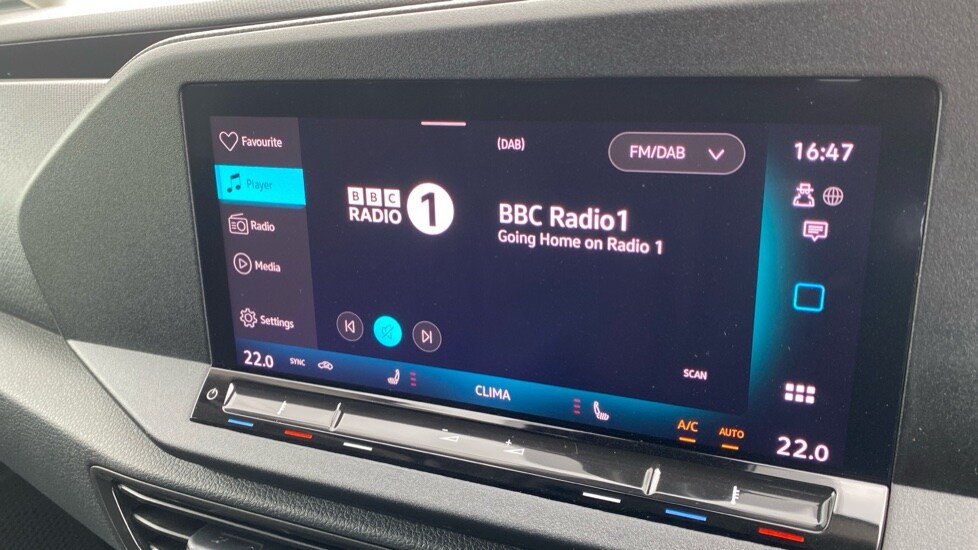 Favourite
Player
Radio
Media
Settings
(DAB)
FM/DAB
BBC
RADIO 1
BBC Radio1
Going Home on Radio 1
SCAN
16:47
22.0 SYNC
CLIMA
A/C AUTO
22.0